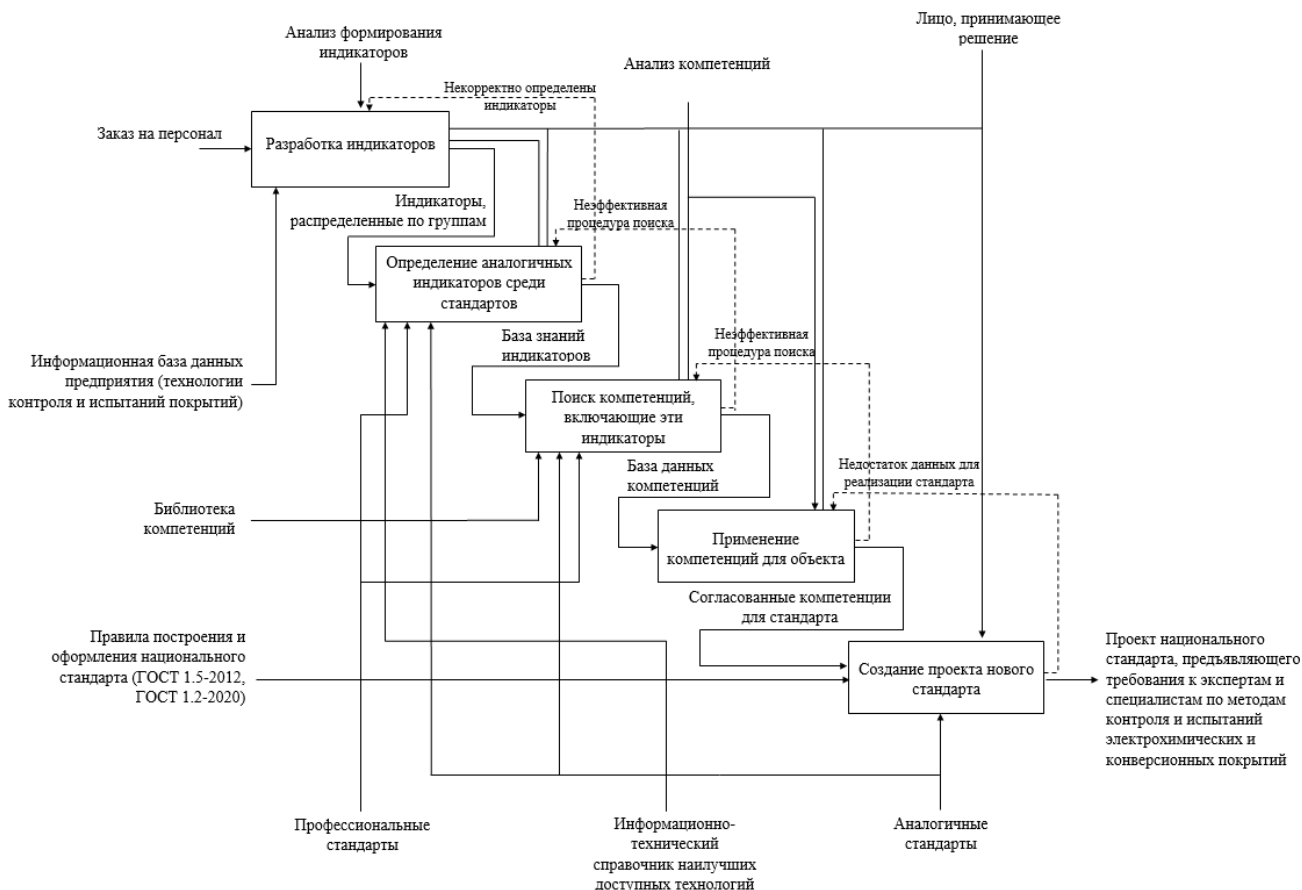 Лицо, принимающее
решение
Анализ формирования
индикаторов
Анализ компетенций
Некорректно определены
индикаторы
Заказ на персонал
Разработка индикаторов
Индикаторы,
распределенные по группам
Неэффективная
процедура поиска
Определение аналогичных
индикаторов среди
стандартов
База знаний
индикаторов
Неэффективная
процедура поиска
Информационная база данных
предприятия (технологии
контроля и испытаний покрытий)
Поиск компетенций,
включающие эти
индикаторы
База данных
компетенций
Недостаток данных для
реализации стандарта
Библиотека
компетенций
Применение
компетенций для объекта
Согласованные компетенции
для стандарта
Правила построения и
оформления национального
стандарта (ГОСТ 1.5-2012,
ГОСТ 1.2-2020)
Создание проекта нового
стандарта
Проект национального
стандарта, предъявляющего
требования к экспертам и
специалистам по методам
контроля и испытаний
электрохимических и
конверсионных покрытий
Профессиональные
стандарты
Информационно-
технический
справочник наилучших
доступных технологий
Аналогичные
стандарты